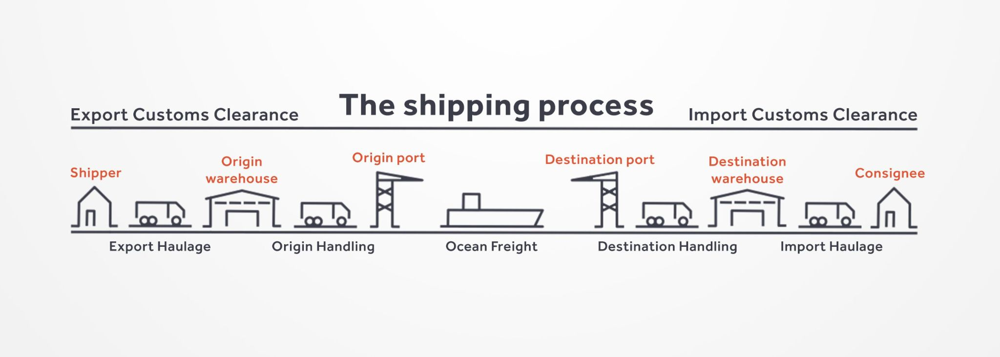 The shipping process
Export Customs Clearance
Import Customs Clearance
Shipper
Origin
warehouse
Origin port
Destination port
Destination
warehouse
Consignee
Export Haulage
Origin Handling
Ocean Freight
Destination Handling
Import Haulage